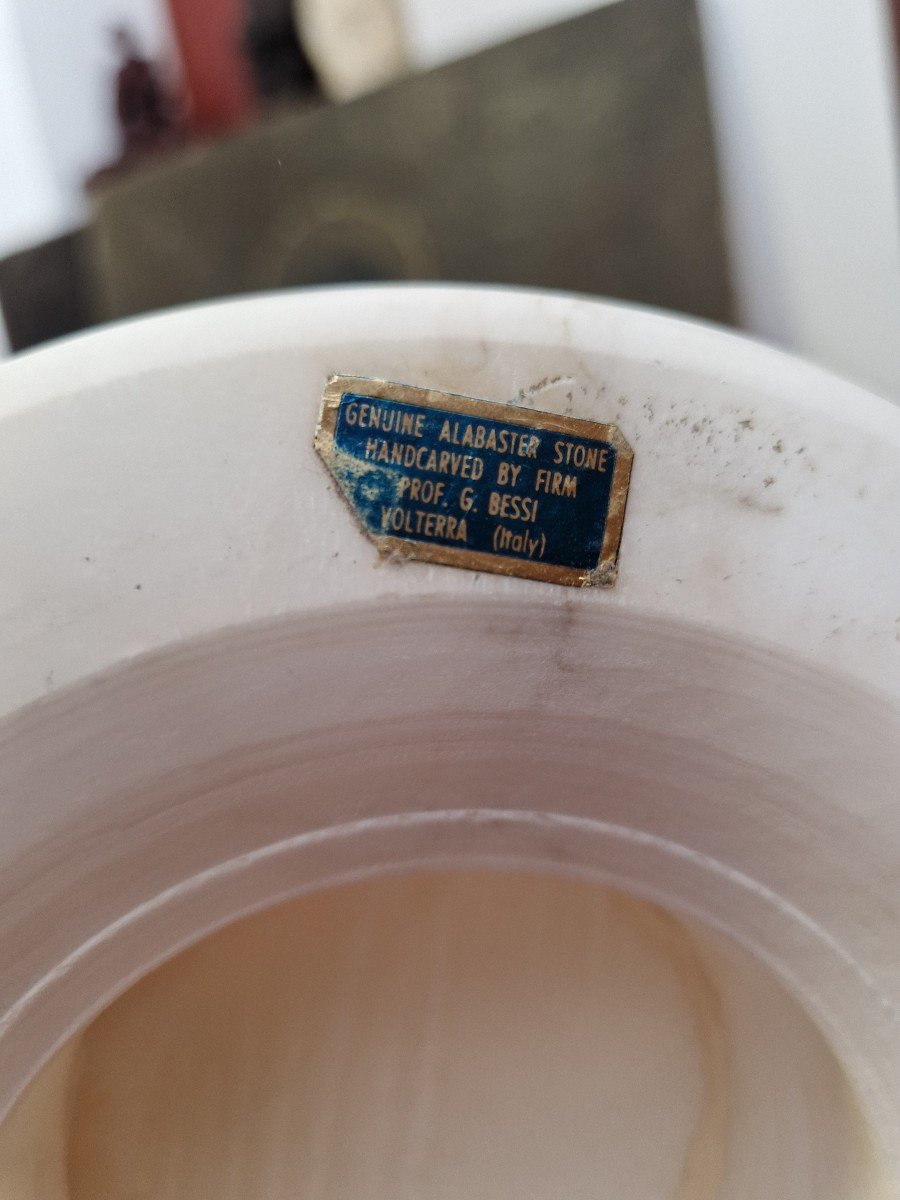 GENUINE ALABASTER STONE
HANDCARVED BY FIRM
PROF. G. BESSI
VOLTERRA (Italy)